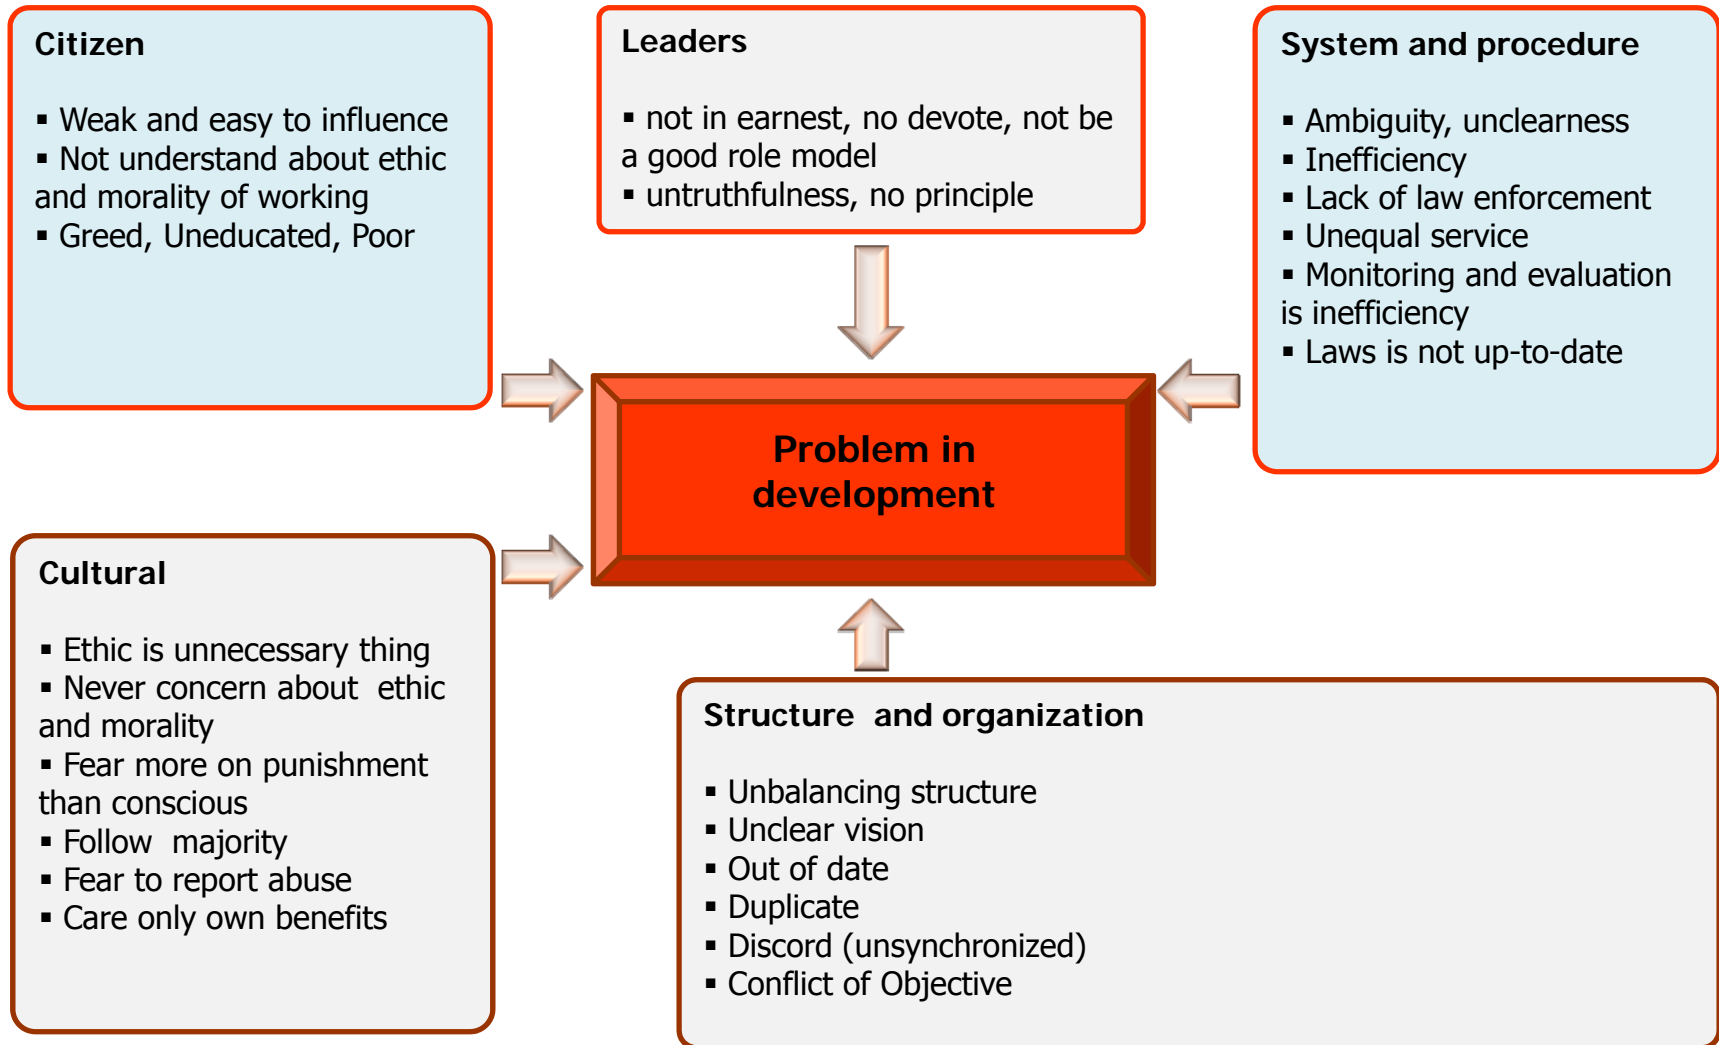 Citizen
▪ Weak and easy to influence
▪ Not understand about ethic
and morality of working
▪ Greed, Uneducated, Poor
Leaders
▪ not in earnest, no devote, not be
a good role model
▪ untruthfulness, no principle
System and procedure
▪ Ambiguity, unclearness
▪ Inefficiency
▪ Lack of law enforcement
▪ Unequal service
▪ Monitoring and evaluation
is inefficiency
▪ Laws is not up-to-date
Problem in
development
Cultural
▪ Ethic is unnecessary thing
▪ Never concern about  ethic
and morality
▪ Fear more on punishment
than conscious
▪ Follow  majority
▪ Fear to report abuse
▪ Care only own benefits
Structure  and organization
▪ Unbalancing structure
▪ Unclear vision
▪ Out of date
▪ Duplicate
▪ Discord (unsynchronized)
▪ Conflict of Objective